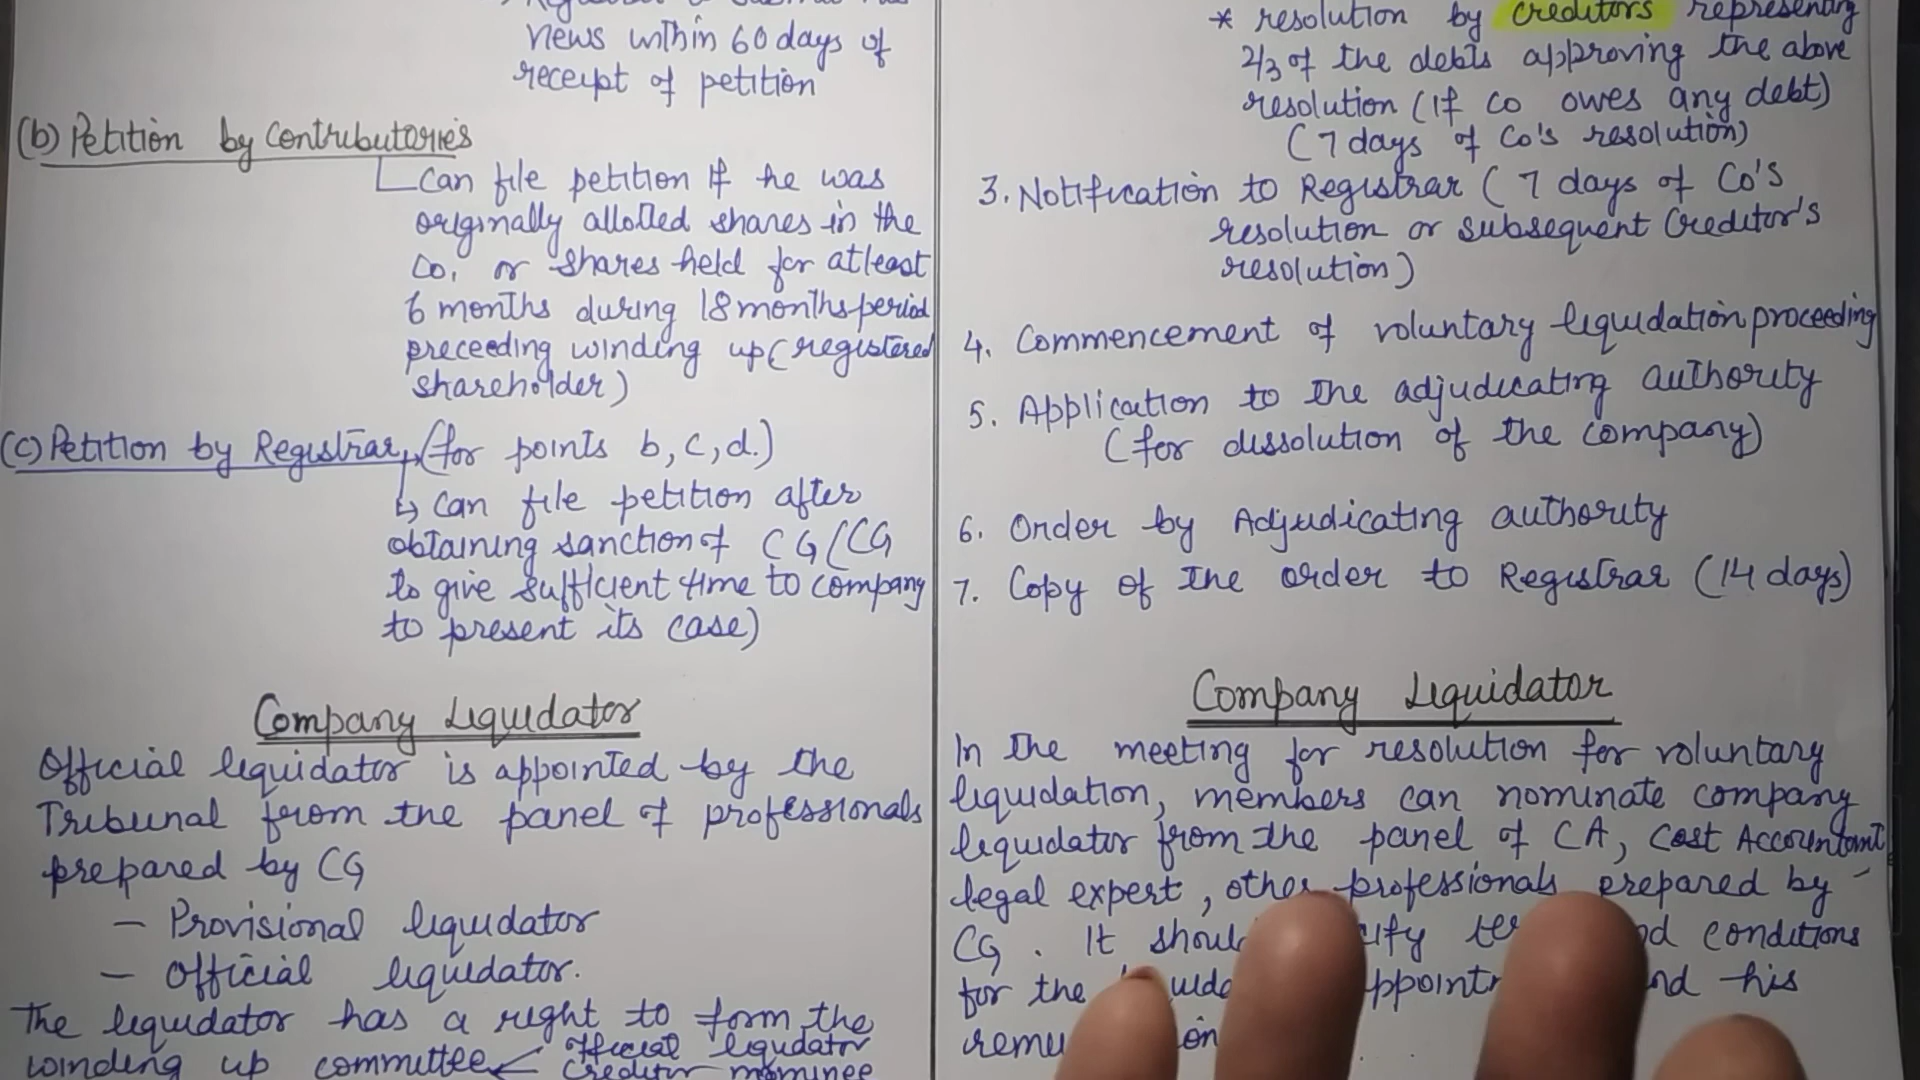 news within 60 days of
receipt of petition
(b) Petition by Contributories
Can file petition if he was
originally allotted shares in the
Co, or shares held for atleast
6 months during 18 months period
preceeding winding up (registered
shareholder)
(c) Petition by Registrar, (for points b, c, d.)
↳ Can file petition after
obtaining sanction of CG (CG
to give sufficient time to company
to present its case)
Company Liquidator
Official liquidator is appointed by the
Tribunal from the panel of professionals
prepared by CG
- Provisional liquidator
- Official liquidator.
The liquidator has a right to form the
winding up committee official liqudator
Creditor nominee
* resolution by creditors representing
2/3 of the debts approving the above
resolution (if co owes any debt)
(7 days of Co's resolution)
3. Notification to Registrar (7 days of Co's
resolution or subsequent Creditor's
resolution)
4. Commencement of voluntary liquidation proceeding
5. Application to the adjudicating authority
(for dissolution of the company)
6. Order by Adjudicating authority
7. Copy of the order to Registrar (14 days)
Company Liquidator
In the meeting for resolution for voluntary
liquidation, members can nominate company
liquidator from the panel of CA, Cost Accountant
legal expert, other professionals prepared by
CG. It conditions
for the his